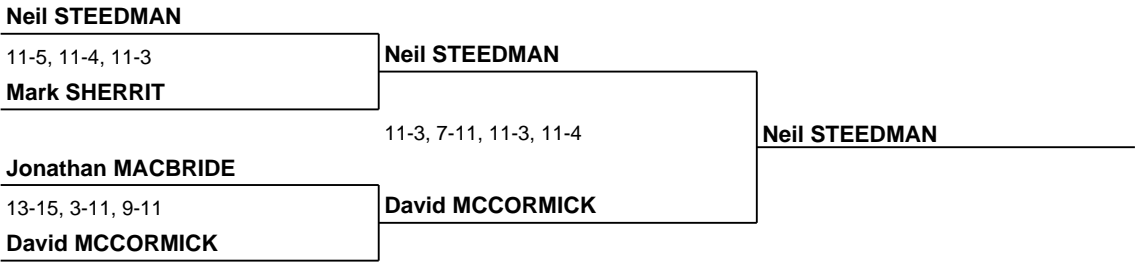 Neil STEEDMAN
11-5, 11-4, 11-3
Neil STEEDMAN
Mark SHERRIT
11-3, 7-11, 11-3, 11-4
Neil STEEDMAN
Jonathan MACBRIDE
13-15, 3-11, 9-11
David MCCORMICK
David MCCORMICK